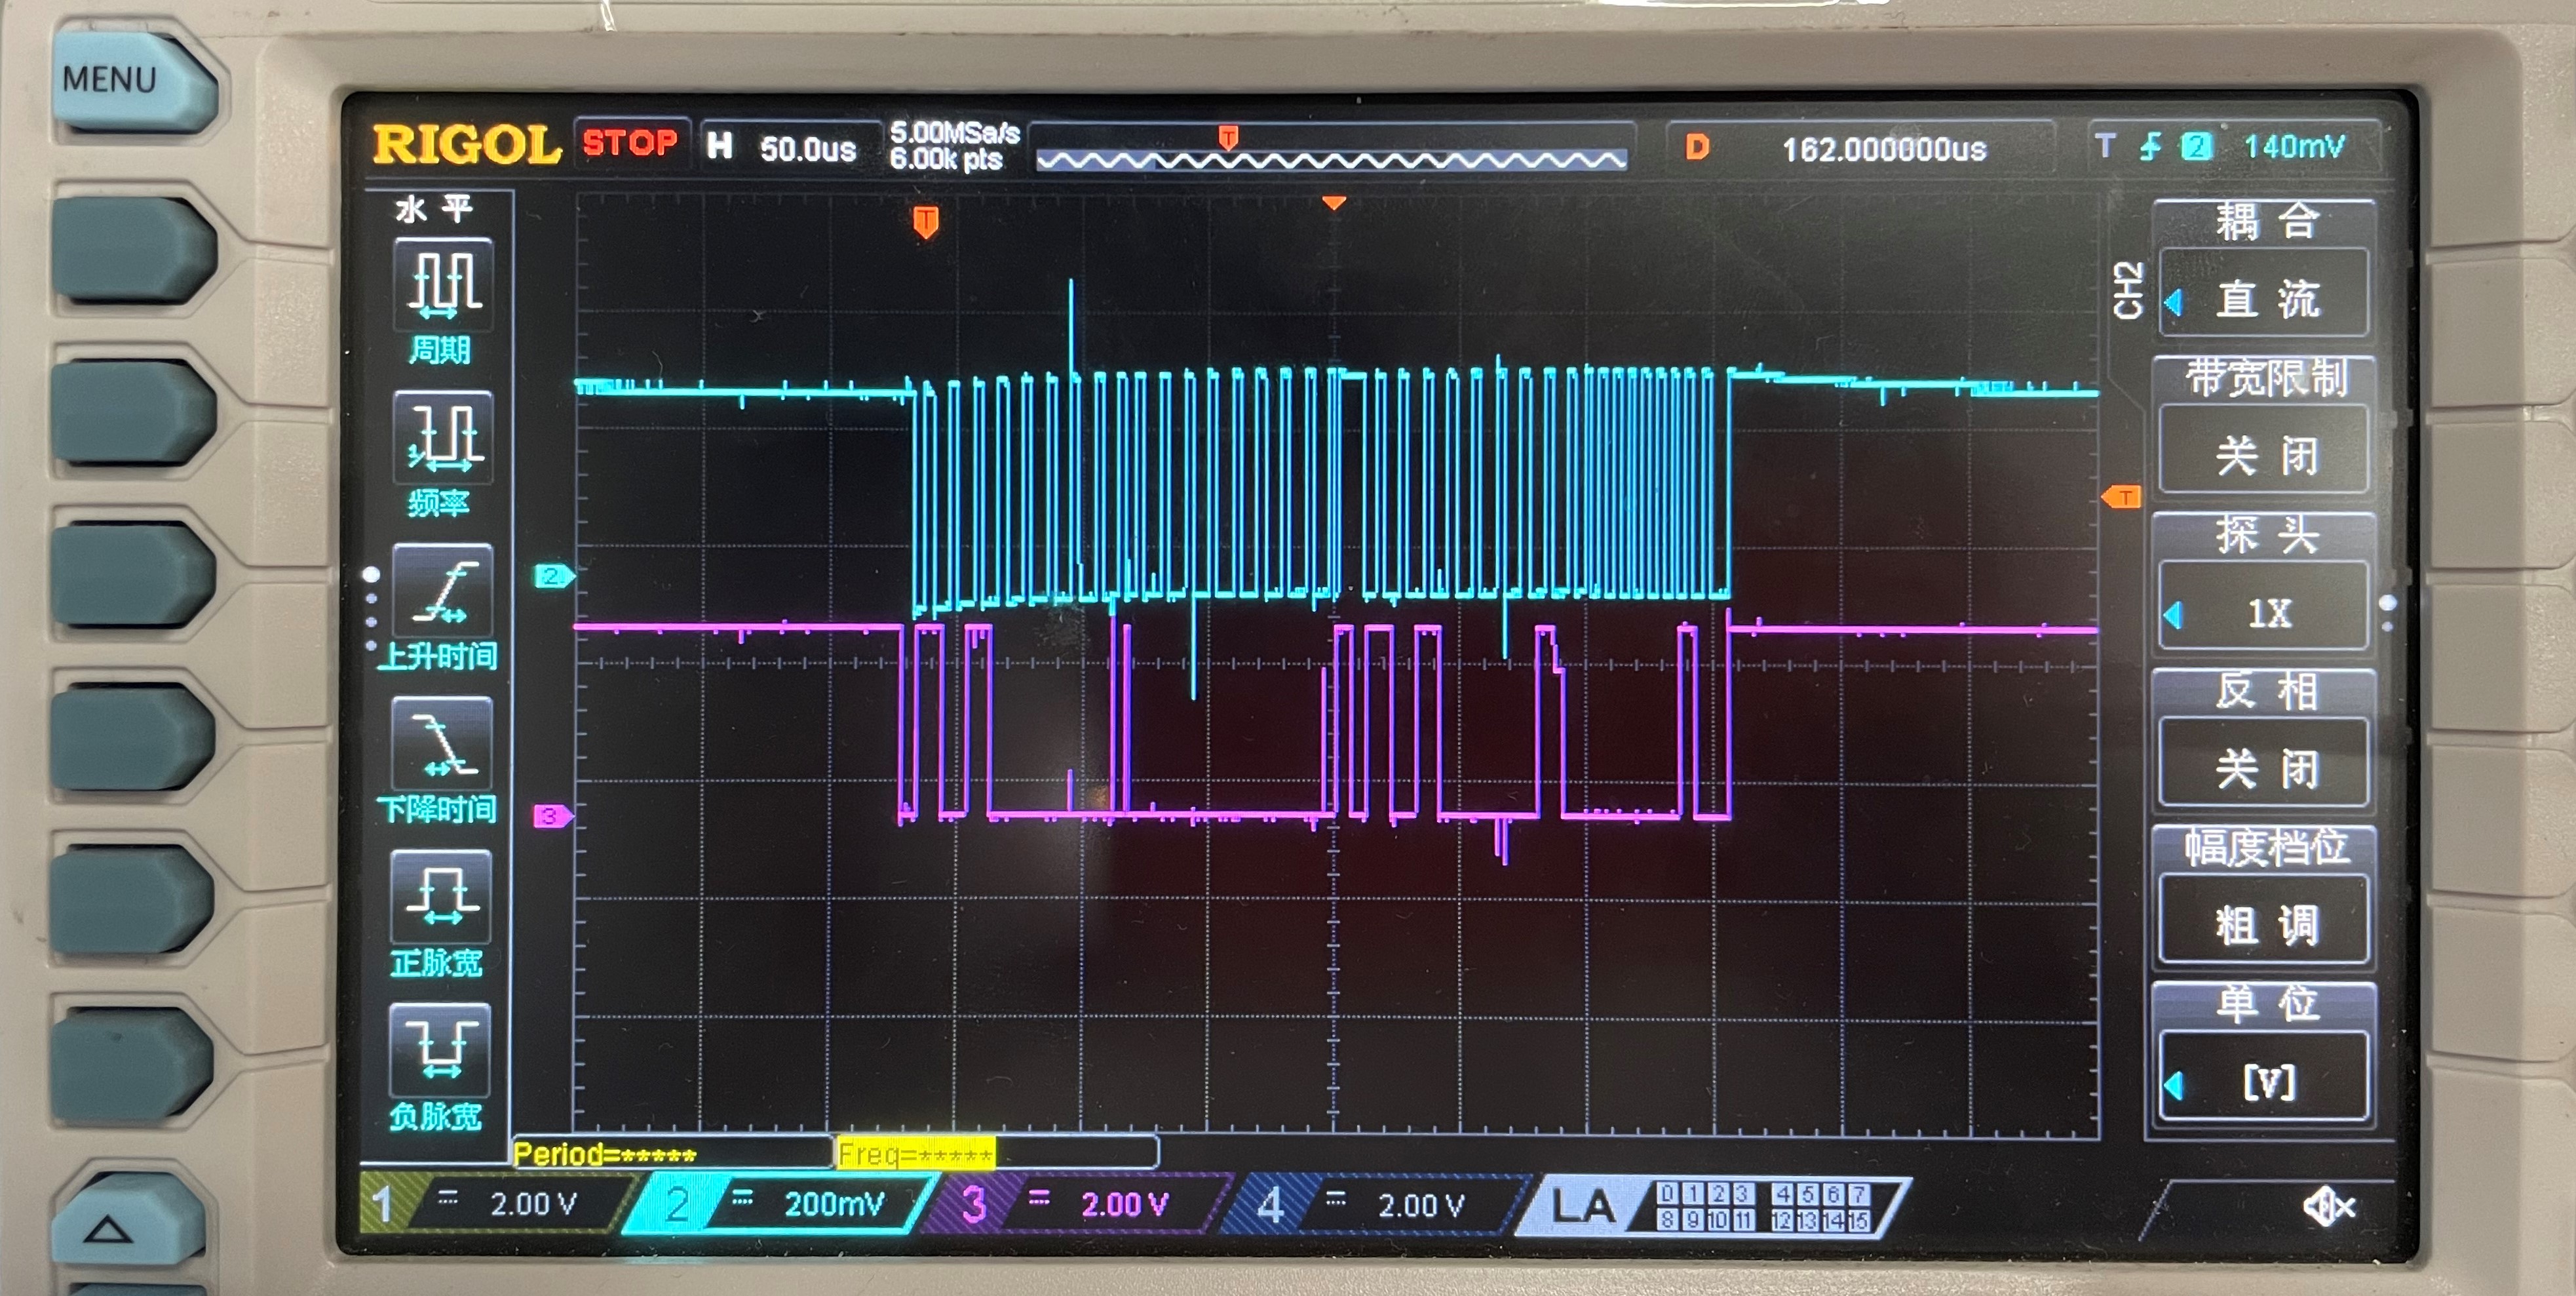 MENU
RIGOL STOP H 50.0us 5.00MSa/s
6.00k pts
T
D 162.000000us T 2 140mV
水平
周期
频率
上升时间
下降时间
正脉宽
负脉宽
T
2
3
T
CH2
耦合
直流
带宽限制
关闭
探头
1X
反相
关闭
幅度档位
粗调
单位
[V]
Period=***** Freq=*****
1 2.00 V 2 200mV 3 2.00 V 4 2.00 V LA 0 1 2 3 4 5 6 7
8 9 10 11 12 13 14 15